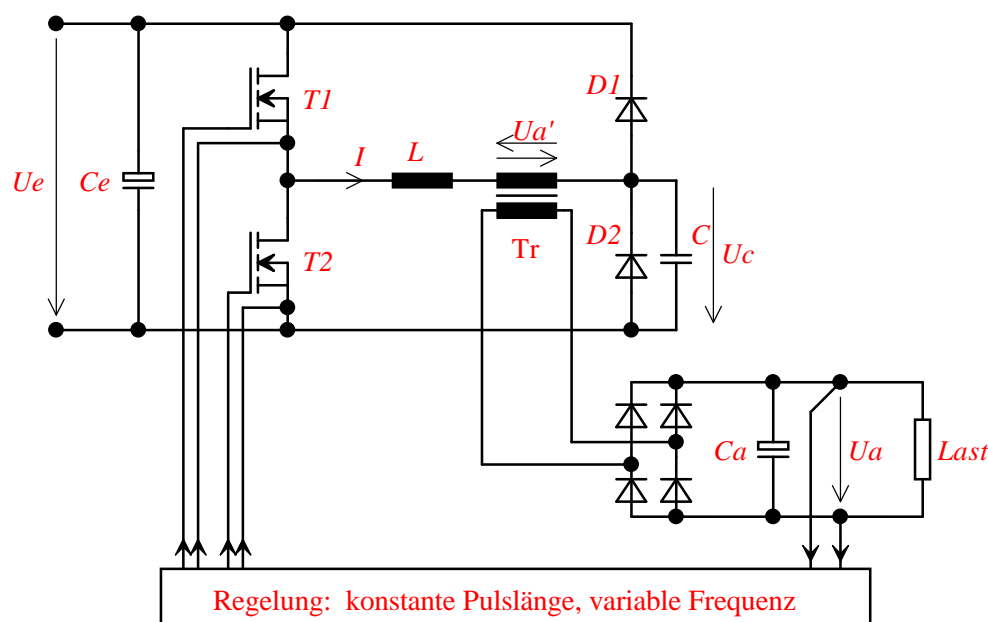 T1
D1
Ua'
I
L
Ue
Ce
T2
Tr
D2
C
Uc
Ca
Ua
Last
Regelung: konstante Pulslänge, variable Frequenz